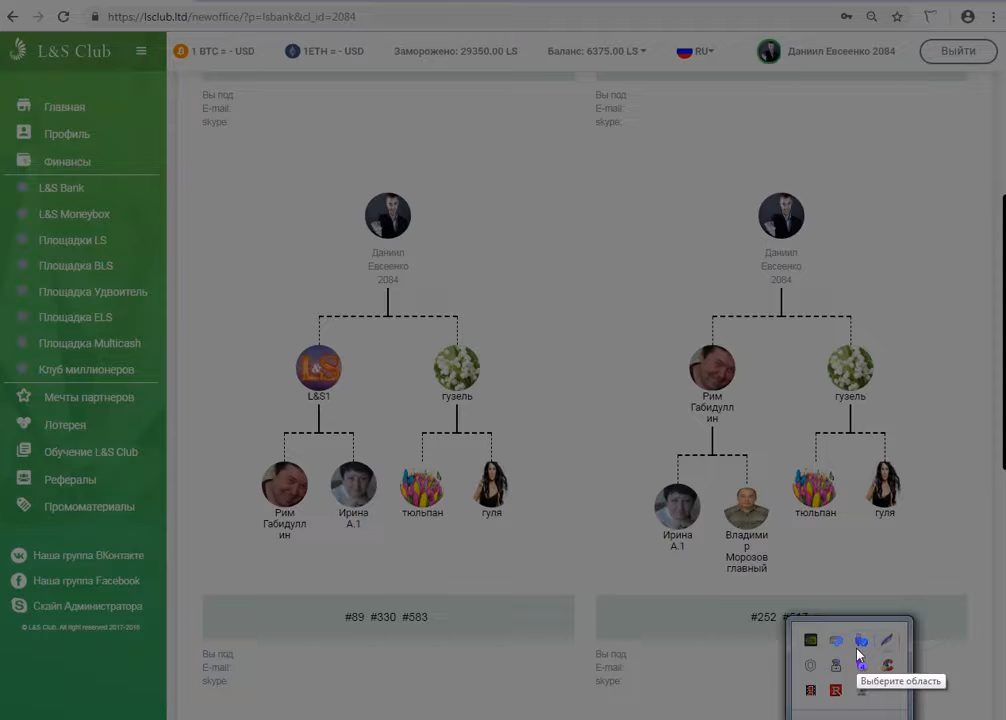 https://lsclub.ltd/newoffice/?p=lsbank&cl_id=2084
L&S Club
1 BTC = - USD
1ETH = - USD
Заморожено: 29350.00 LS
Баланс: 6375.00 LS
RU
Даниил Евсеенко 2084
Выйти
Главная
Профиль
Финансы
L&S Bank
L&S Moneybox
Площадки LS
Площадка BLS
Площадка Удвоитель
Площадка ELS
Площадка Multicash
Клуб миллионеров
Мечты партнеров
Лотерея
Обучение L&S Club
Рефералы
Промоматериалы
Наша группа ВКонтакте
Наша группа Facebook
Скайп Администратора
© L&S Club. All right reserved 2017-2018
Вы под
E-mail:
skype:
Вы под
E-mail:
skype:
Даниил
Евсеенко
2084
L&S
L&S1
гузель
Рим
Габидулл
ин
Ирина
А.1
тюльпан
гуля
Даниил
Евсеенко
2084
Рим
Габидулл
ин
гузель
Ирина
А.1
Владими
р
Морозов
главный
тюльпан
гуля
#89 #330 #583
#252
Вы под
E-mail:
skype:
Вы под
E-mail:
skype:
Выберите область